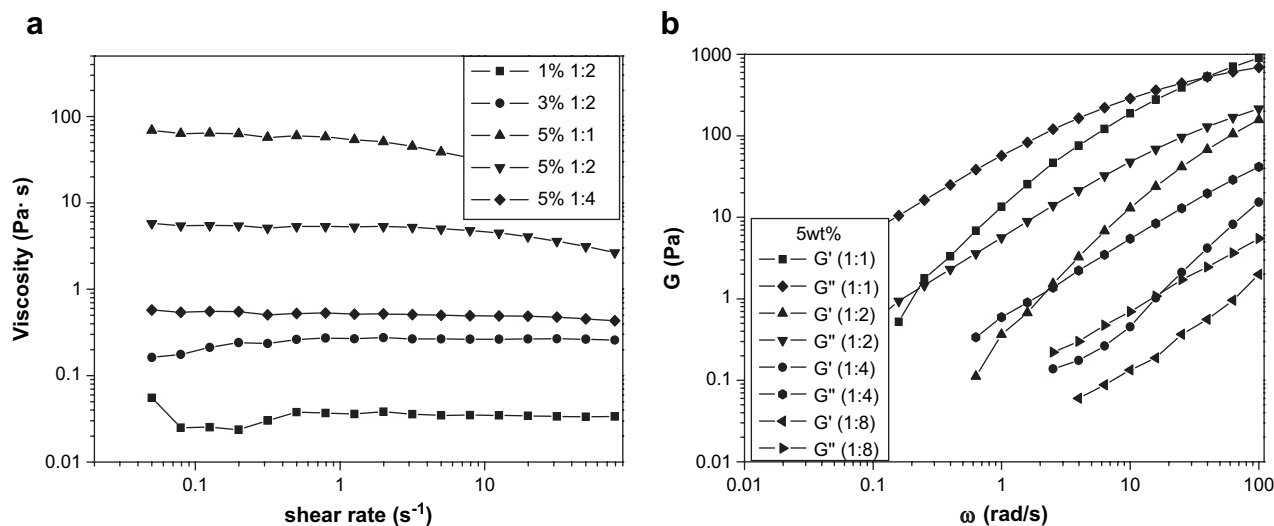 a
Viscosity (Pa· s)
100
10
1
0.1
0.01
0.1
1
10
shear rate (s⁻¹)
1% 1:2
3% 1:2
5% 1:1
5% 1:2
5% 1:4
b
G (Pa)
1000
100
10
1
0.1
0.01
0.01
0.1
1
10
100
ω (rad/s)
5wt%
G' (1:1)
G" (1:1)
G' (1:2)
G" (1:2)
G' (1:4)
G" (1:4)
G' (1:8)
G" (1:8)